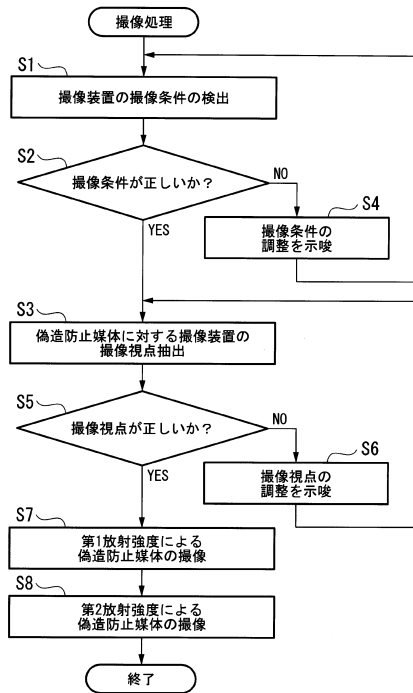 撮像処理
S1
撮像装置の撮像条件の検出
S2
撮像条件が正しいか?
NO
YES
S4
撮像条件の
調整を示唆
S3
偽造防止媒体に対する撮像装置の
撮像視点抽出
S5
撮像視点が正しいか?
NO
YES
S6
撮像視点の
調整を示唆
S7
第1放射強度による
偽造防止媒体の撮像
S8
第2放射強度による
偽造防止媒体の撮像
終了